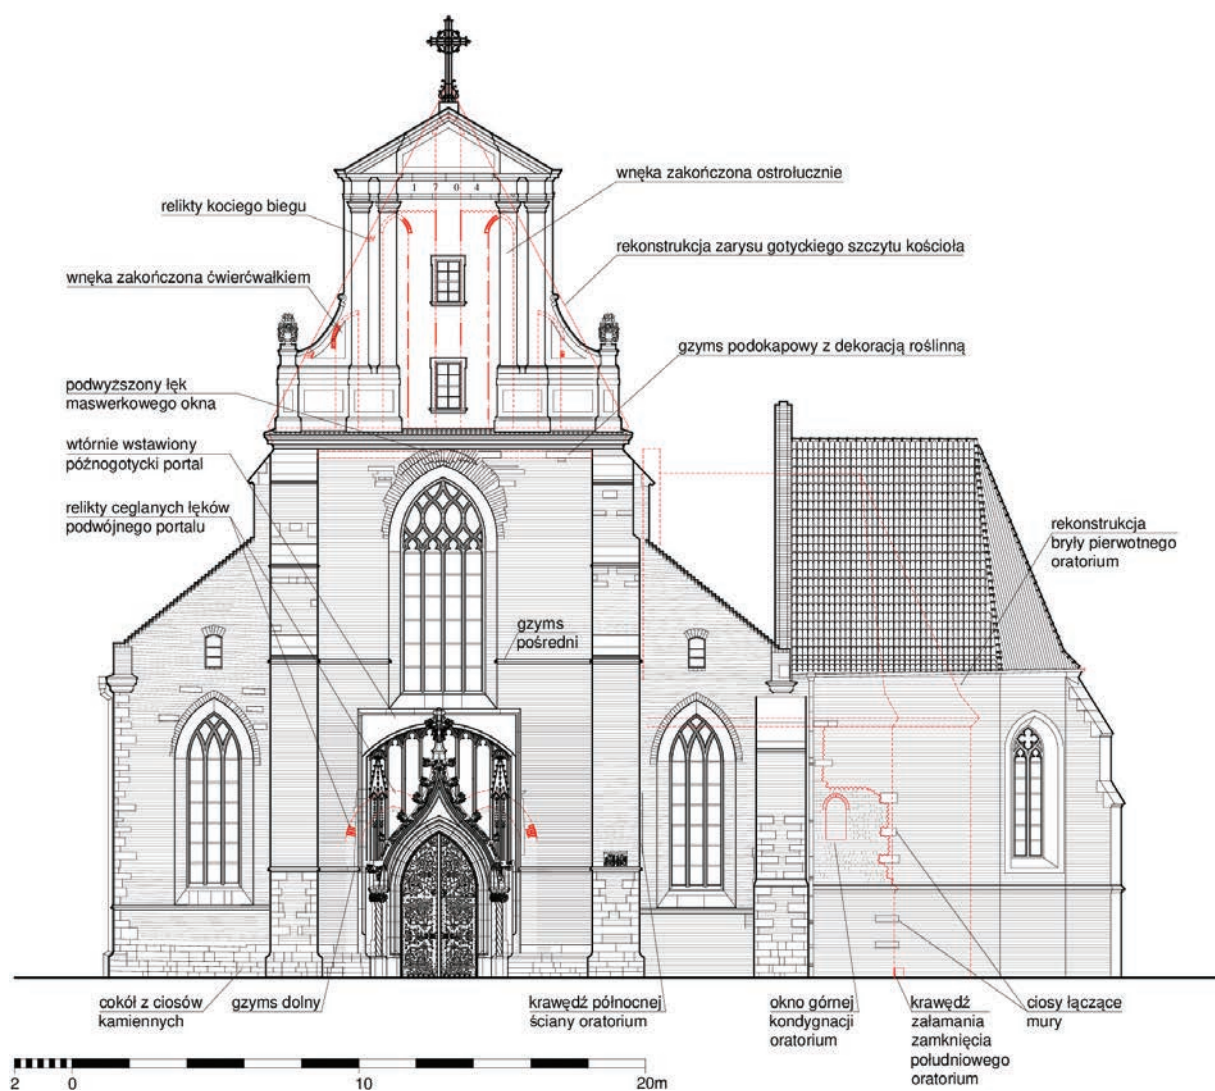 1 7 0 4
wnęka zakończona ostrołucznie
relikty kociego biegu
rekonstrukcja zarysu gotyckiego szczytu kościoła
wnęka zakończona ćwierćwałkiem
gzyms podokapowy z dekoracją roślinną
podwyższony łęk
maswerkowego okna
wtórnie wstawiony
późnogotycki portal
relikty ceglanych łęków
podwójnego portalu
rekonstrukcja
bryły pierwotnego
oratorium
gzyms
pośredni
cokół z ciosów
kamiennych
gzyms dolny
krawędź północnej
ściany oratorium
okno górnej
kondygnacji
oratorium
krawędź
załamania
zamknięcia
południowego
oratorium
ciosy łączące
mury
2 0 10 20m